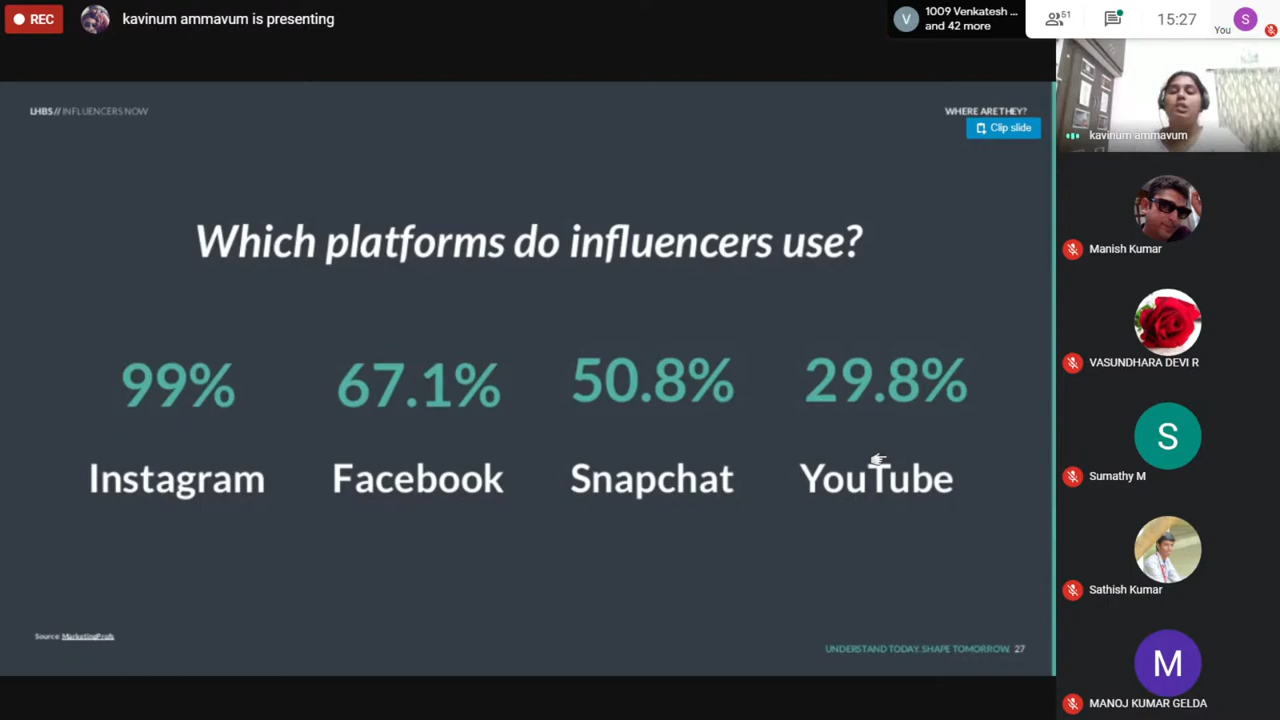 REC
kavinum ammavum is presenting
V
1009 Venkatesh ...
and 42 more
51
15:27
You
S
LHBS// INFLUENCERS NOW
WHERE ARE THEY?
Clip slide
Which platforms do influencers use?
99%
67.1%
50.8%
29.8%
Instagram
Facebook
Snapchat
YouTube
Source: MarketingProfs
UNDERSTAND TODAY. SHAPE TOMORROW. 27
kavinum ammavum
Manish Kumar
VASUNDHARA DEVI R
S
Sumathy M
Sathish Kumar
M
MANOJ KUMAR GELDA